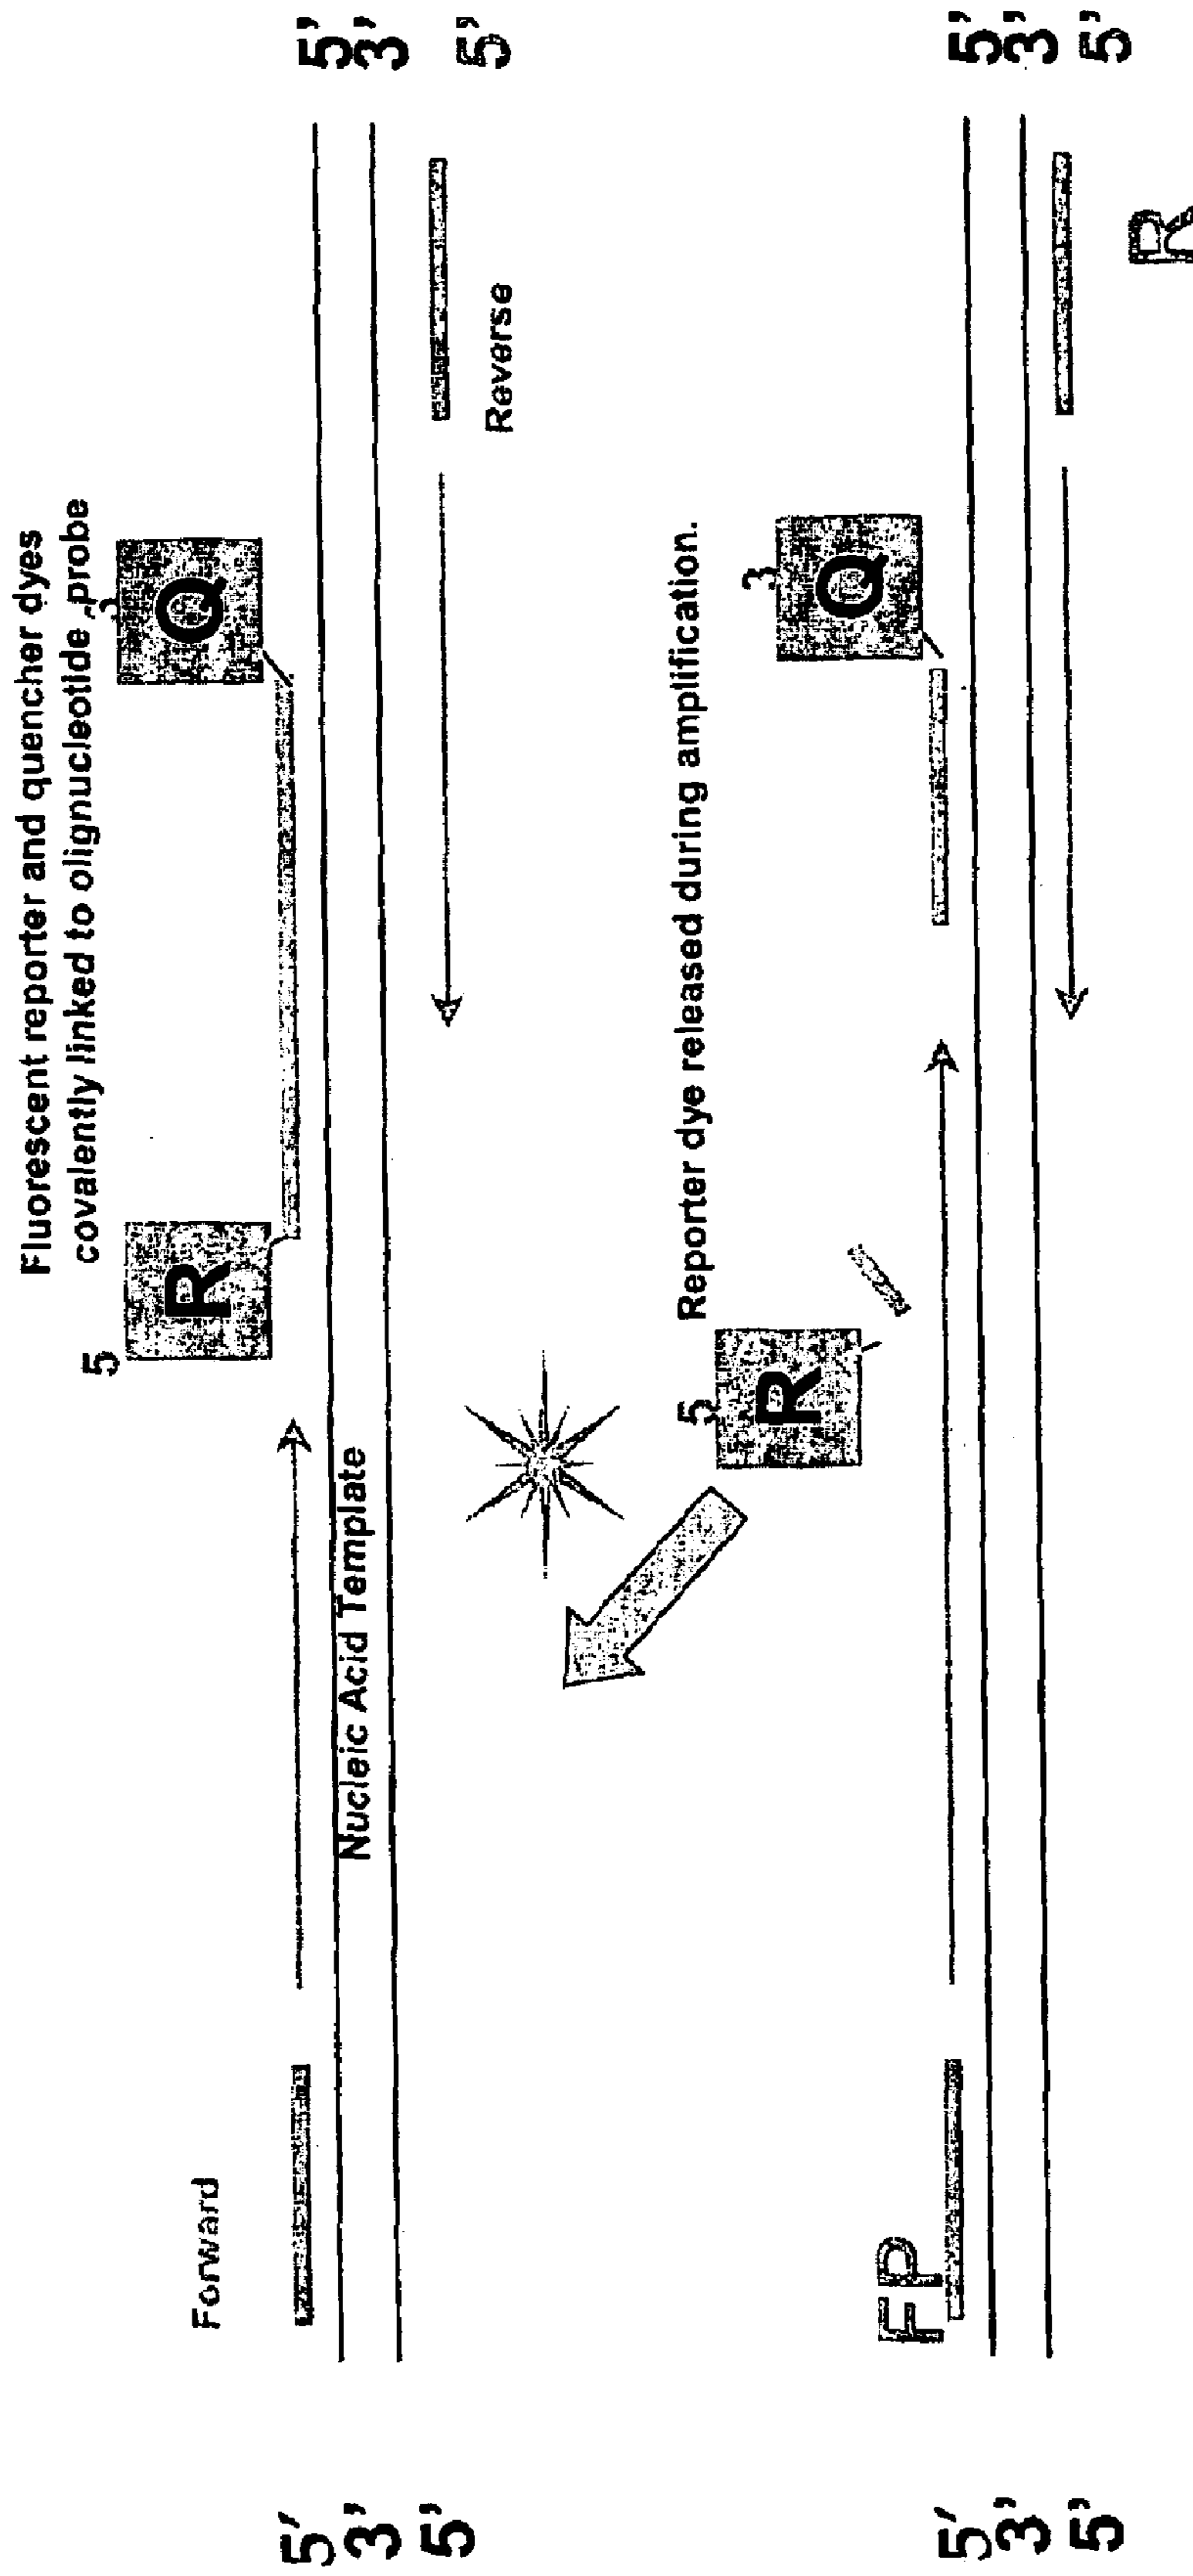 Fluorescent reporter and quencher dyes
covalently linked to olignucleotide probe
5
R
Q
Forward
5' 5'
Nucleic Acid Template
3' 3'
5' 5'
Reverse
Reporter dye released during amplification.
5 3
R
Q
FP
5' 5'
3' 3'
5' 5'
R